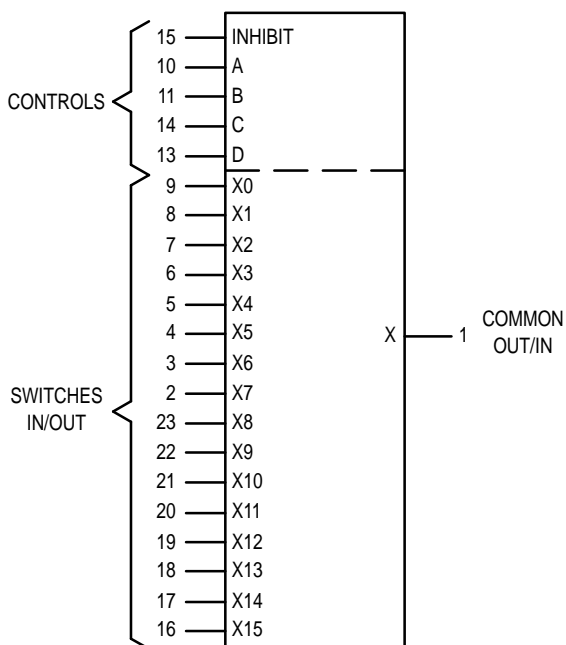 15 INHIBIT
10 A
11 B
CONTROLS
14 C
13 D
9 X0
8 X1
7 X2
6 X3
5 X4
4 X5
X 1 COMMON
OUT/IN
3 X6
2 X7
SWITCHES
IN/OUT
23 X8
22 X9
21 X10
20 X11
19 X12
18 X13
17 X14
16 X15